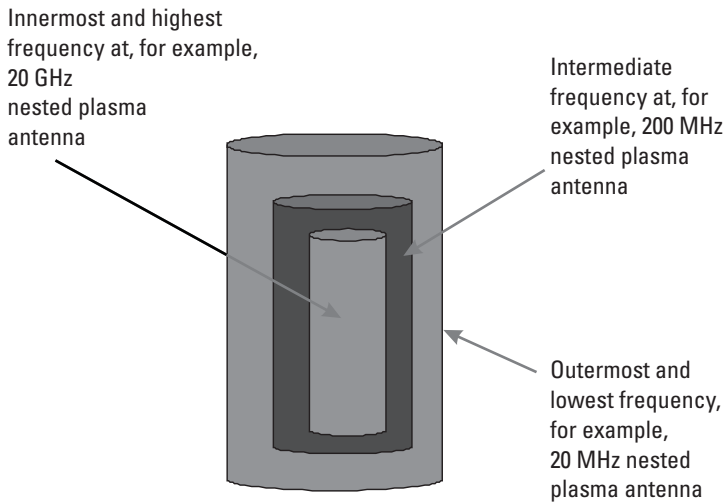 Innermost and highest
frequency at, for example,
20 GHz
nested plasma
antenna
Intermediate
frequency at, for
example, 200 MHz
nested plasma
antenna
Outermost and
lowest frequency,
for example,
20 MHz nested
plasma antenna